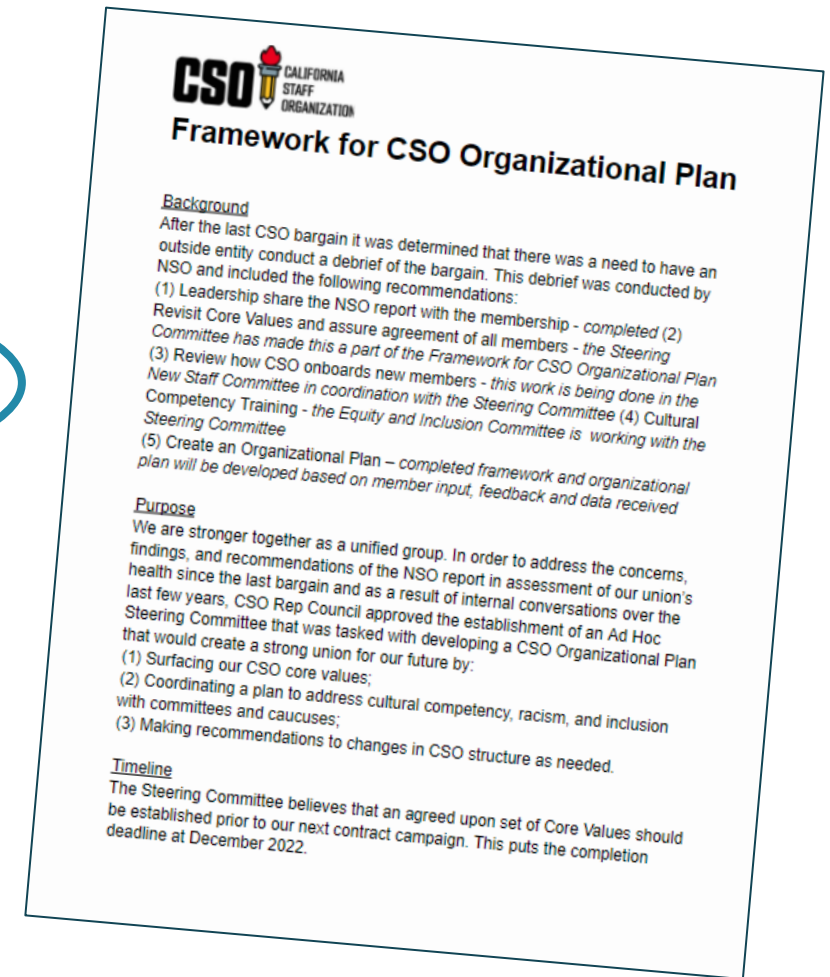 CSO CALIFORNIA
STAFF
ORGANIZATION
Framework for CSO Organizational Plan
Background
After the last CSO bargain it was determined that there was a need to have an
outside entity conduct a debrief of the bargain. This debrief was conducted by
NSO and included the following recommendations:
(1) Leadership share the NSO report with the membership - completed (2)
Revisit Core Values and assure agreement of all members - the Steering
Committee has made this a part of the Framework for CSO Organizational Plan
(3) Review how CSO onboards new members - this work is being done in the
New Staff Committee in coordination with the Steering Committee (4) Cultural
Competency Training - the Equity and Inclusion Committee is working with the
Steering Committee
(5) Create an Organizational Plan – completed framework and organizational
plan will be developed based on member input, feedback and data received
Purpose
We are stronger together as a unified group. In order to address the concerns,
findings, and recommendations of the NSO report in assessment of our union's
health since the last bargain and as a result of internal conversations over the
last few years, CSO Rep Council approved the establishment of an Ad Hoc
Steering Committee that was tasked with developing a CSO Organizational Plan
that would create a strong union for our future by:
(1) Surfacing our CSO core values;
(2) Coordinating a plan to address cultural competency, racism, and inclusion
with committees and caucuses;
(3) Making recommendations to changes in CSO structure as needed.
Timeline
The Steering Committee believes that an agreed upon set of Core Values should
be established prior to our next contract campaign. This puts the completion
deadline at December 2022.